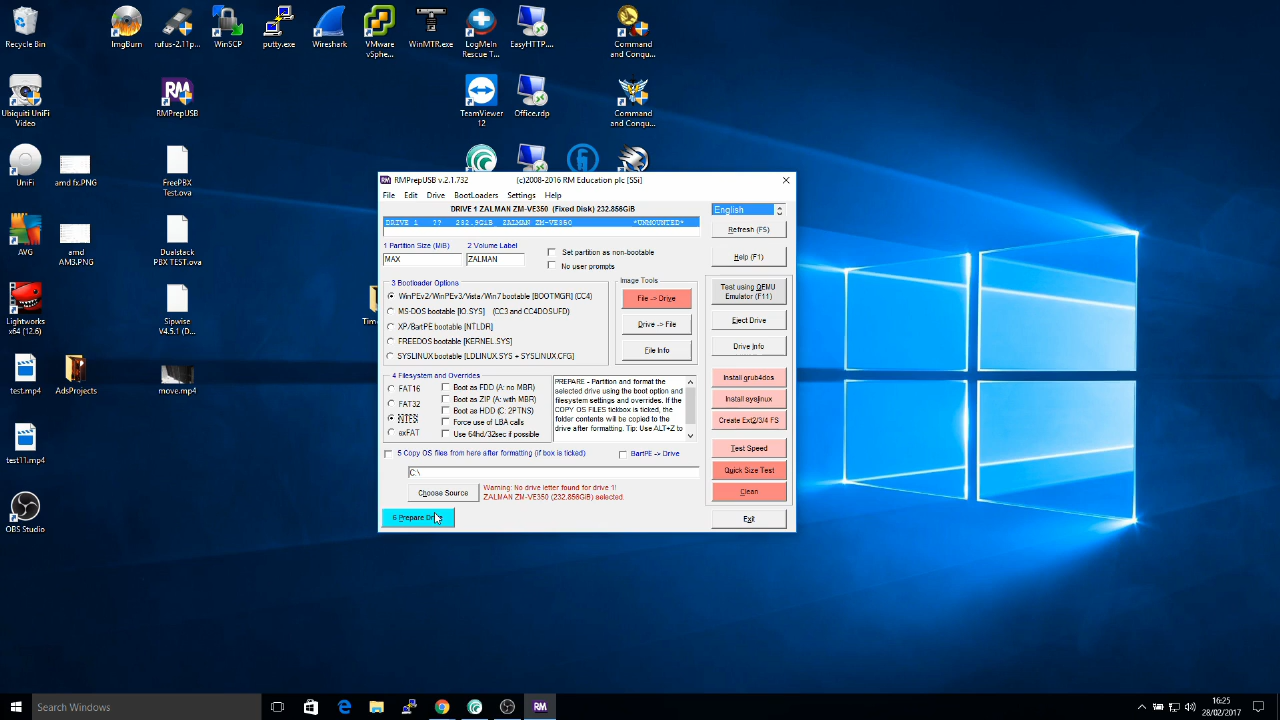 Recycle Bin
ImgBurn
rufus-2.11p...
WinSCP
putty.exe
Wireshark
VMware
vSphe...
WinMTR.exe
LogMeIn
Rescue T...
EasyHTTP....
Command
and Conqu...
Ubiquiti UniFi
Video
RMPrepUSB
TeamViewer
12
Office.rdp
Command
and Conqu...
UniFi
amd fx.PNG
FreePBX
Test.ova
AVG
amd
AM3.PNG
Dualstack
PBX TEST.ova
Lightworks
x64 (12.6)
Sipwise
V4.5.1 (D...
test.mp4
AdsProjects
move.mp4
test11.mp4
OBS Studio
RMPrepUSB v.2.1.732 (c)2008-2016 RM Education plc [SSi]
File Edit Drive BootLoaders Settings Help
DRIVE 1 ZALMAN ZM-VE350 (Fixed Disk) 232.856GiB
English
DRIVE 1 ?? 232.9GiB ZALMAN ZM-VE350 *UNMOUNTED*
Refresh (F5)
1 Partition Size (MiB) 2 Volume Label
Set partition as non-bootable
MAX ZALMAN
Help (F1)
No user prompts
3 Bootloader Options
Image Tools
WinPEv2/WinPEv3/Vista/Win7 bootable [BOOTMGR] (CC4)
File -> Drive
Test using QEMU
Emulator (F11)
MS-DOS bootable [IO.SYS] (CC3 and CC4DOSUFD)
Drive -> File
Eject Drive
XP/BartPE bootable [NTLDR]
FREEDOS bootable [KERNEL.SYS]
File Info
Drive Info
SYSLINUX bootable [LDLINUX.SYS + SYSLINUX.CFG]
4 Filesystem and Overrides
FAT16
FAT32
NTFS
exFAT
Boot as FDD (A: no MBR)
Boot as ZIP (A: with MBR)
Boot as HDD (C: 2PTNS)
Force use of LBA calls
Use 64hd/32sec if possible
PREPARE - Partition and format the
selected drive using the boot option and
filesystem settings and overrides. If the
COPY OS FILES tickbox is ticked, the
folder contents will be copied to the
drive after formatting. Tip: Use ALT+Z to
Install grub4dos
Install syslinux
Create Ext2/3/4 FS
Test Speed
Quick Size Test
Clean
5 Copy OS files from here after formatting (if box is ticked)
BartPE -> Drive
C:\
Choose Source
Warning: No drive letter found for drive 1!
ZALMAN ZM-VE350 (232.856GiB) selected.
6 Prepare
Exit
Search Windows
16:25
28/02/2017